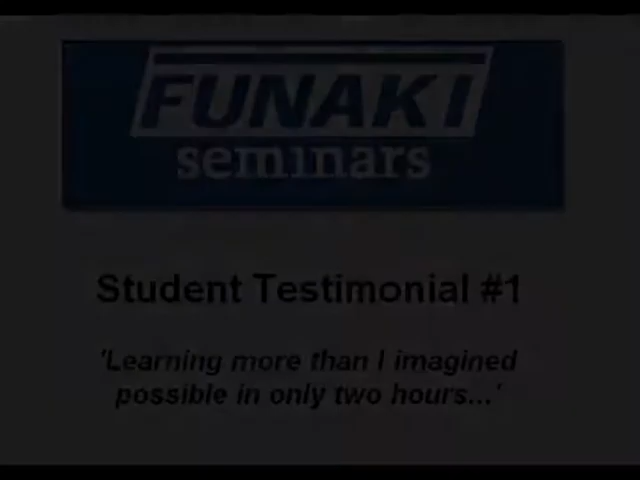 FUNAKI
seminars
Student Testimonial #1
'Learning more than I imagined
possible in only two hours...'